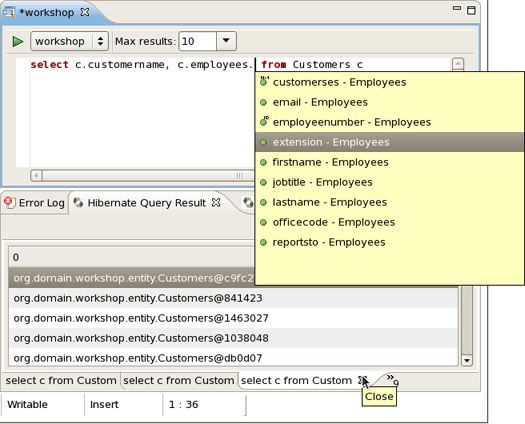 *workshop
workshop Max results: 10
select c.customername, c.employees. from Customers c
customerses - Employees
email - Employees
employeenumber - Employees
extension - Employees
firstname - Employees
jobtitle - Employees
lastname - Employees
officecode - Employees
reportsto - Employees
Error Log Hibernate Query Result
0
org.domain.workshop.entity.Customers@c9fc2
org.domain.workshop.entity.Customers@841423
org.domain.workshop.entity.Customers@1463027
org.domain.workshop.entity.Customers@1038048
org.domain.workshop.entity.Customers@db0d07
select c from Custom select c from Custom select c from Custom »9
Close
Writable Insert 1 : 36